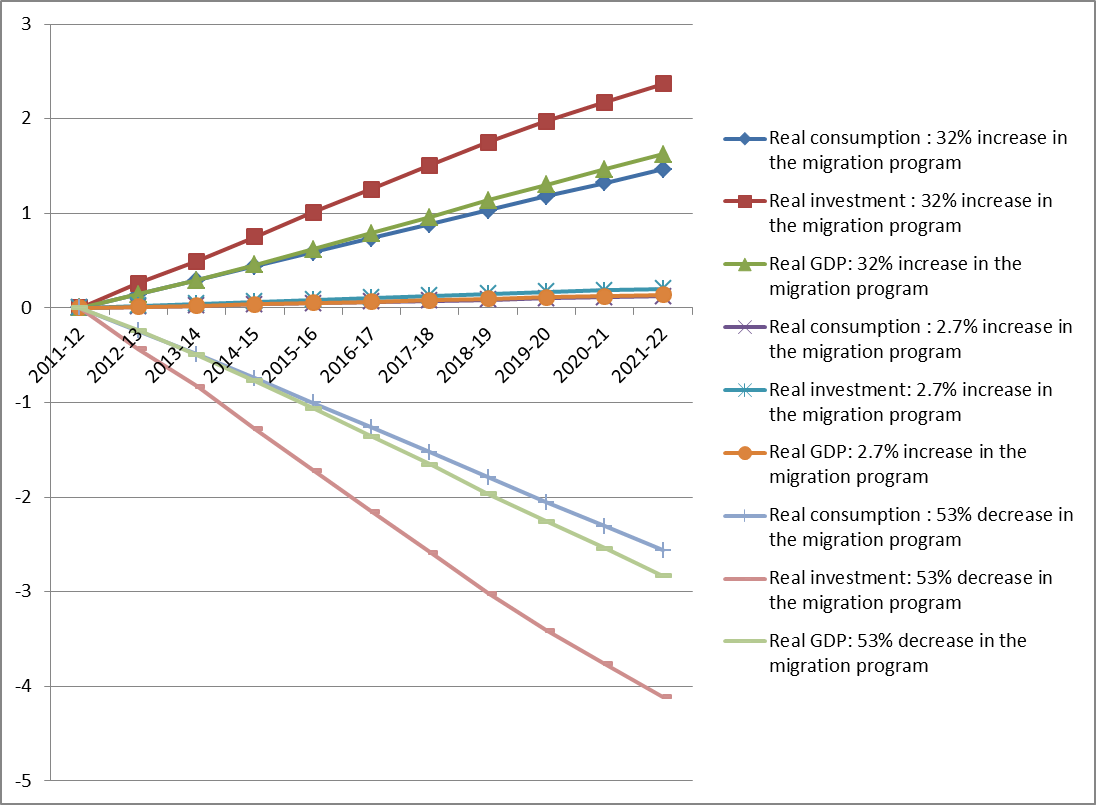 3
2
1
0
-1
-2
-3
-4
-5
2011-12
2012-13
2013-14
2014-15
2015-16
2016-17
2017-18
2018-19
2019-20
2020-21
2021-22
Real consumption : 32% increase in
the migration program
Real investment : 32% increase in
the migration program
Real GDP: 32% increase in the
migration program
Real consumption : 2.7% increase in
the migration program
Real investment: 2.7% increase in
the migration program
Real GDP: 2.7% increase in the
migration program
Real consumption : 53% decrease in
the migration program
Real investment: 53% decrease in
the migration program
Real GDP: 53% decrease in the
migration program